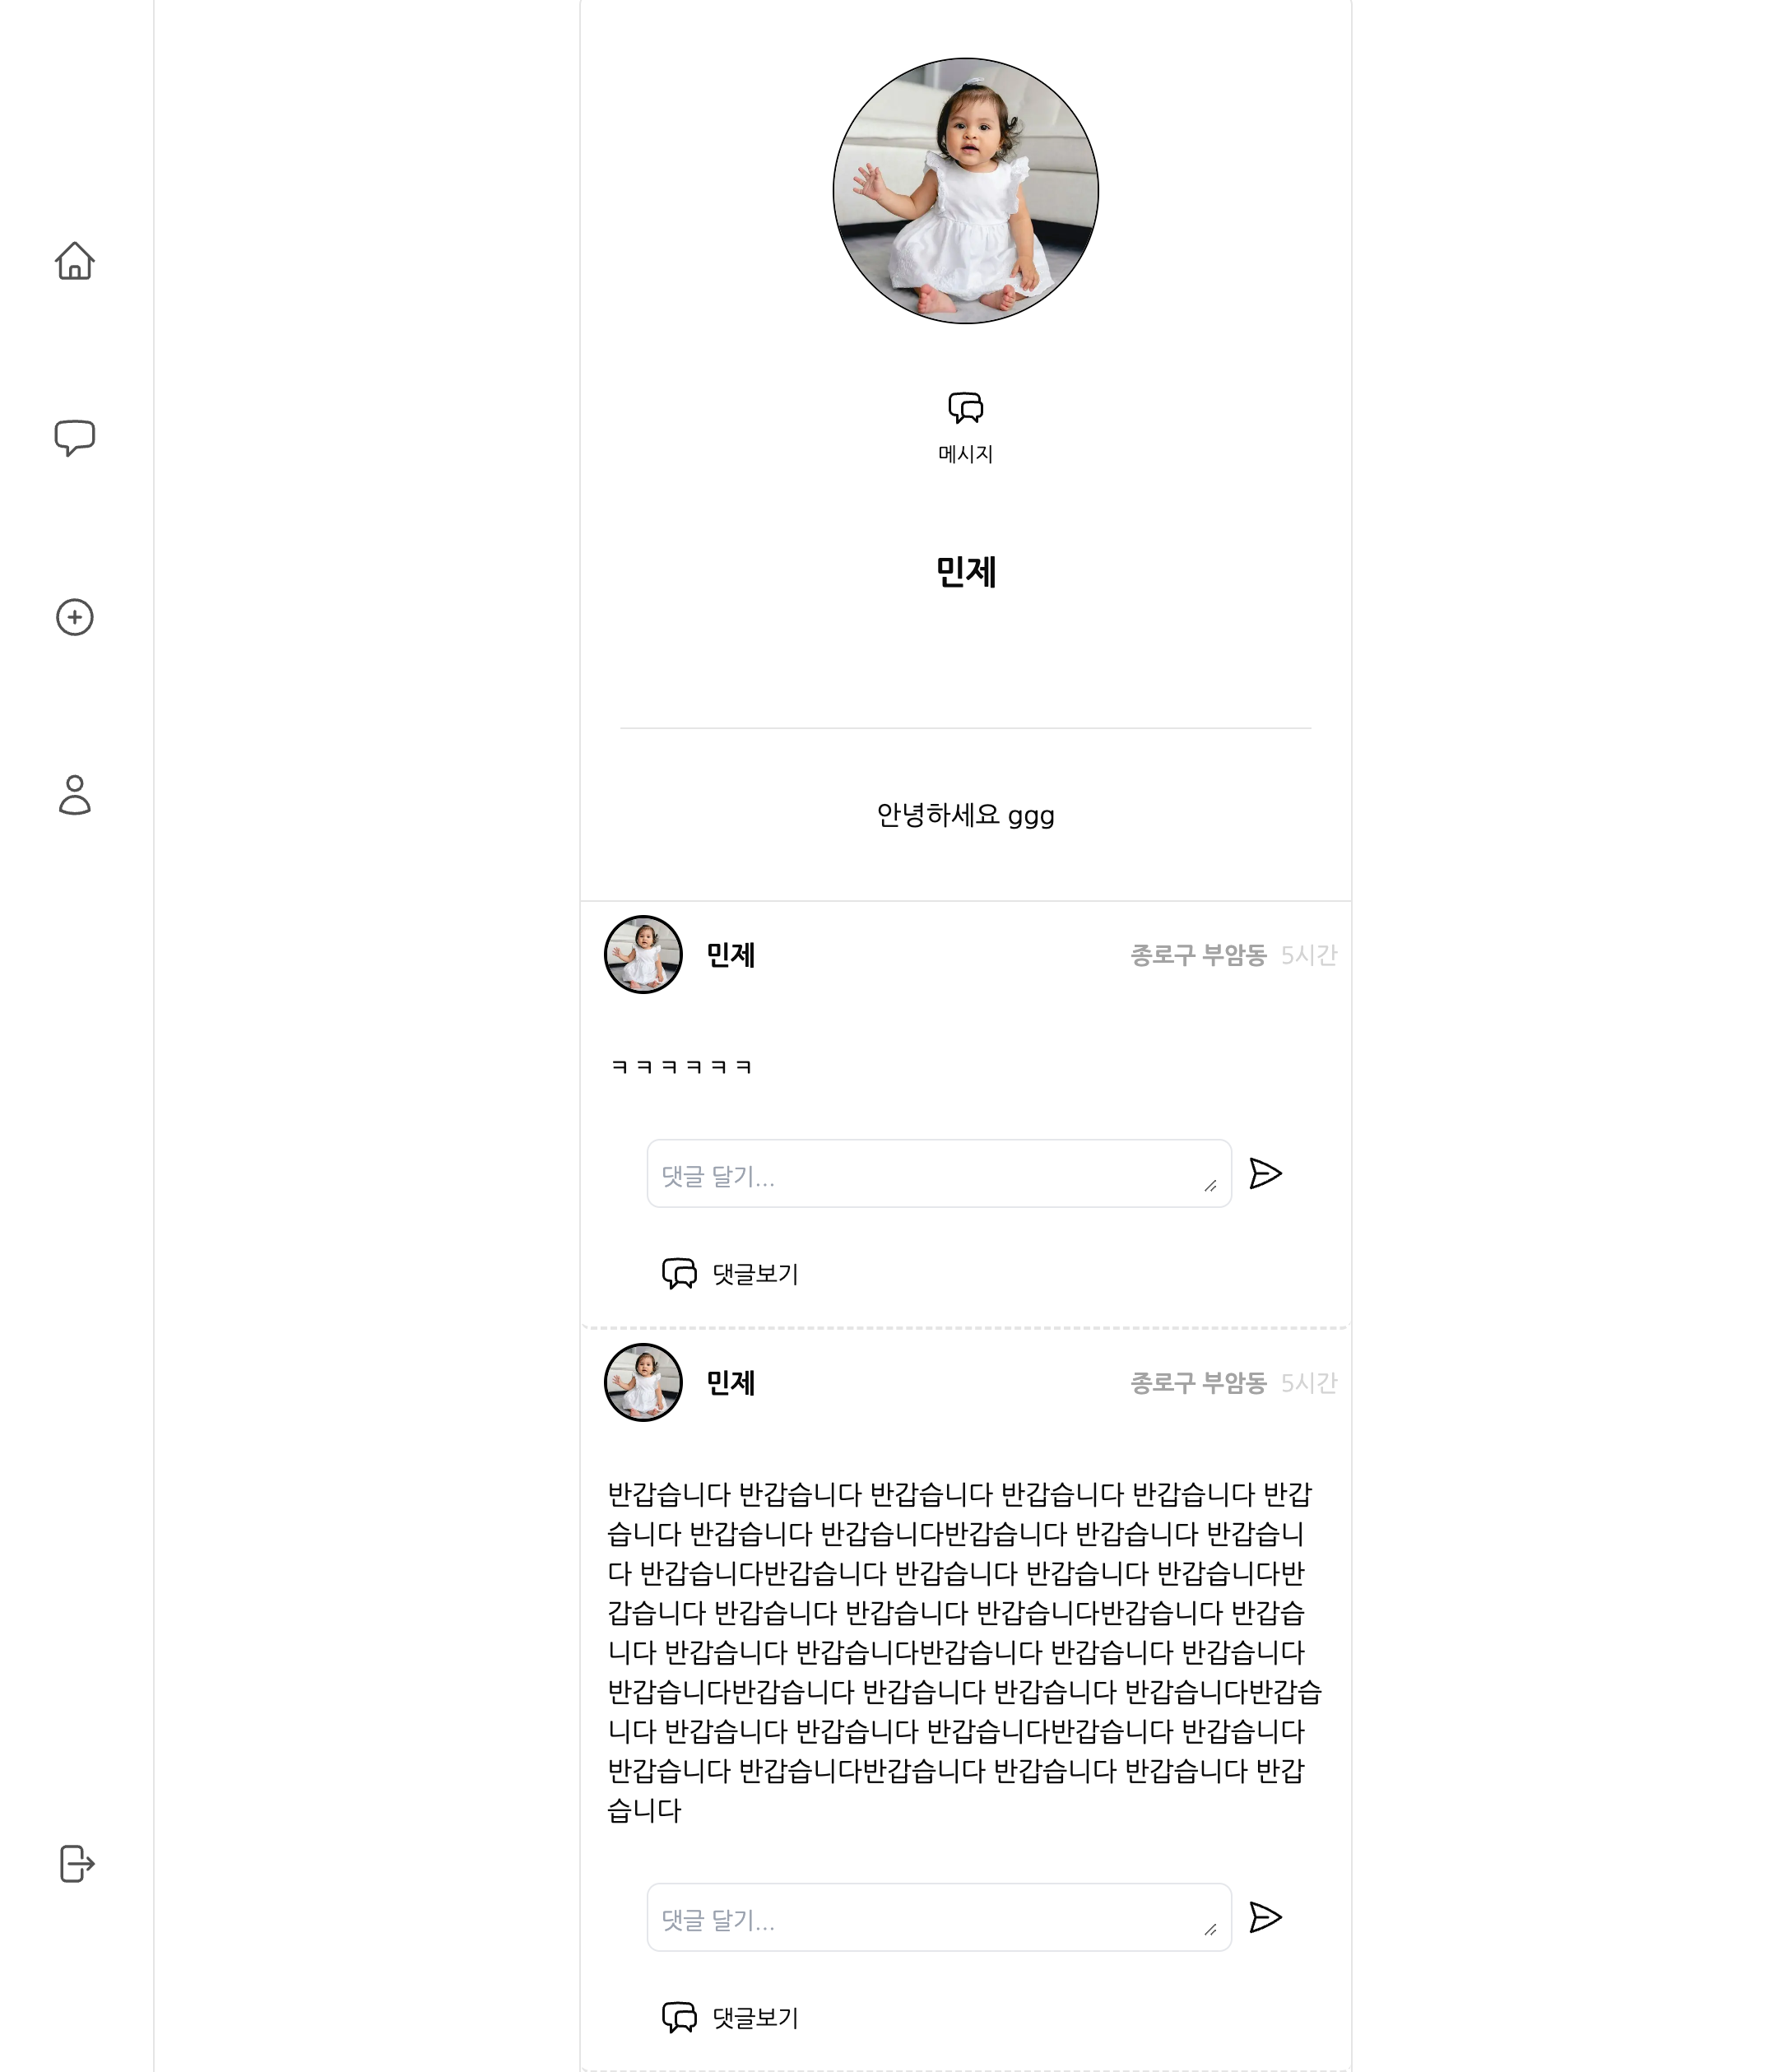 메시지
민제
안녕하세요 ggg
민제
종로구 부암동 5시간
ㅋㅋㅋㅋㅋㅋ
댓글 달기...
댓글보기
민제
종로구 부암동 5시간
반갑습니다 반갑습니다 반갑습니다 반갑습니다 반갑습니다 반갑
습니다 반갑습니다 반갑습니다반갑습니다 반갑습니다 반갑습니
다 반갑습니다반갑습니다 반갑습니다 반갑습니다 반갑습니다반
갑습니다 반갑습니다 반갑습니다 반갑습니다반갑습니다 반갑습
니다 반갑습니다 반갑습니다반갑습니다 반갑습니다 반갑습니다
반갑습니다반갑습니다 반갑습니다 반갑습니다 반갑습니다반갑습
니다 반갑습니다 반갑습니다 반갑습니다반갑습니다 반갑습니다
반갑습니다 반갑습니다반갑습니다 반갑습니다 반갑습니다 반갑
습니다
댓글 달기...
댓글보기